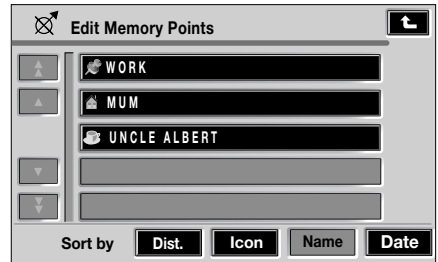 Edit Memory Points
WORK
MUM
UNCLE ALBERT
Sort by Dist. Icon Name Date